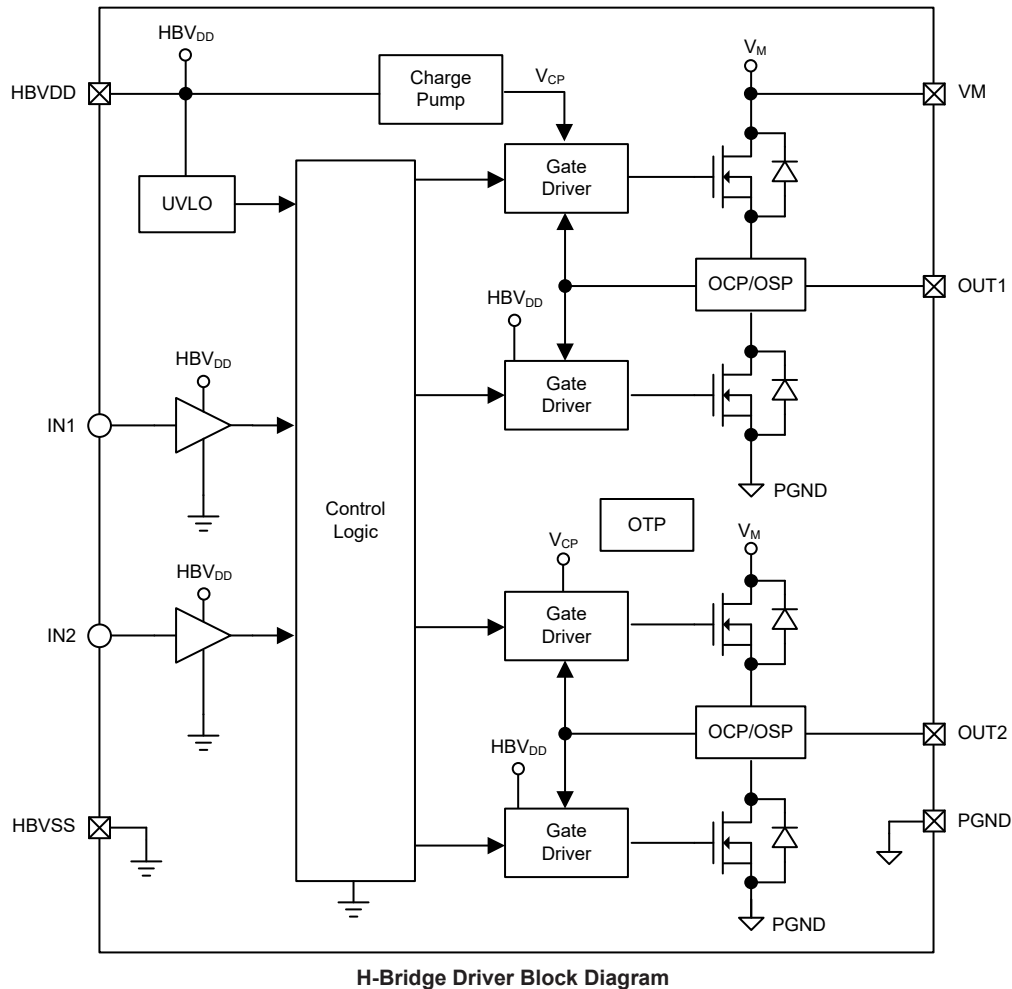 HBVDD
HBVDD
Charge
Pump
VCP
VM
VM
UVLO
Gate
Driver
OCP/OSP
OUT1
HBVDD
Gate
Driver
HBVDD
IN1
PGND
Control
Logic
OTP
VCP
VM
HBVDD
IN2
Gate
Driver
OCP/OSP
OUT2
HBVDD
Gate
Driver
HBVSS
PGND
PGND
H-Bridge Driver Block Diagram